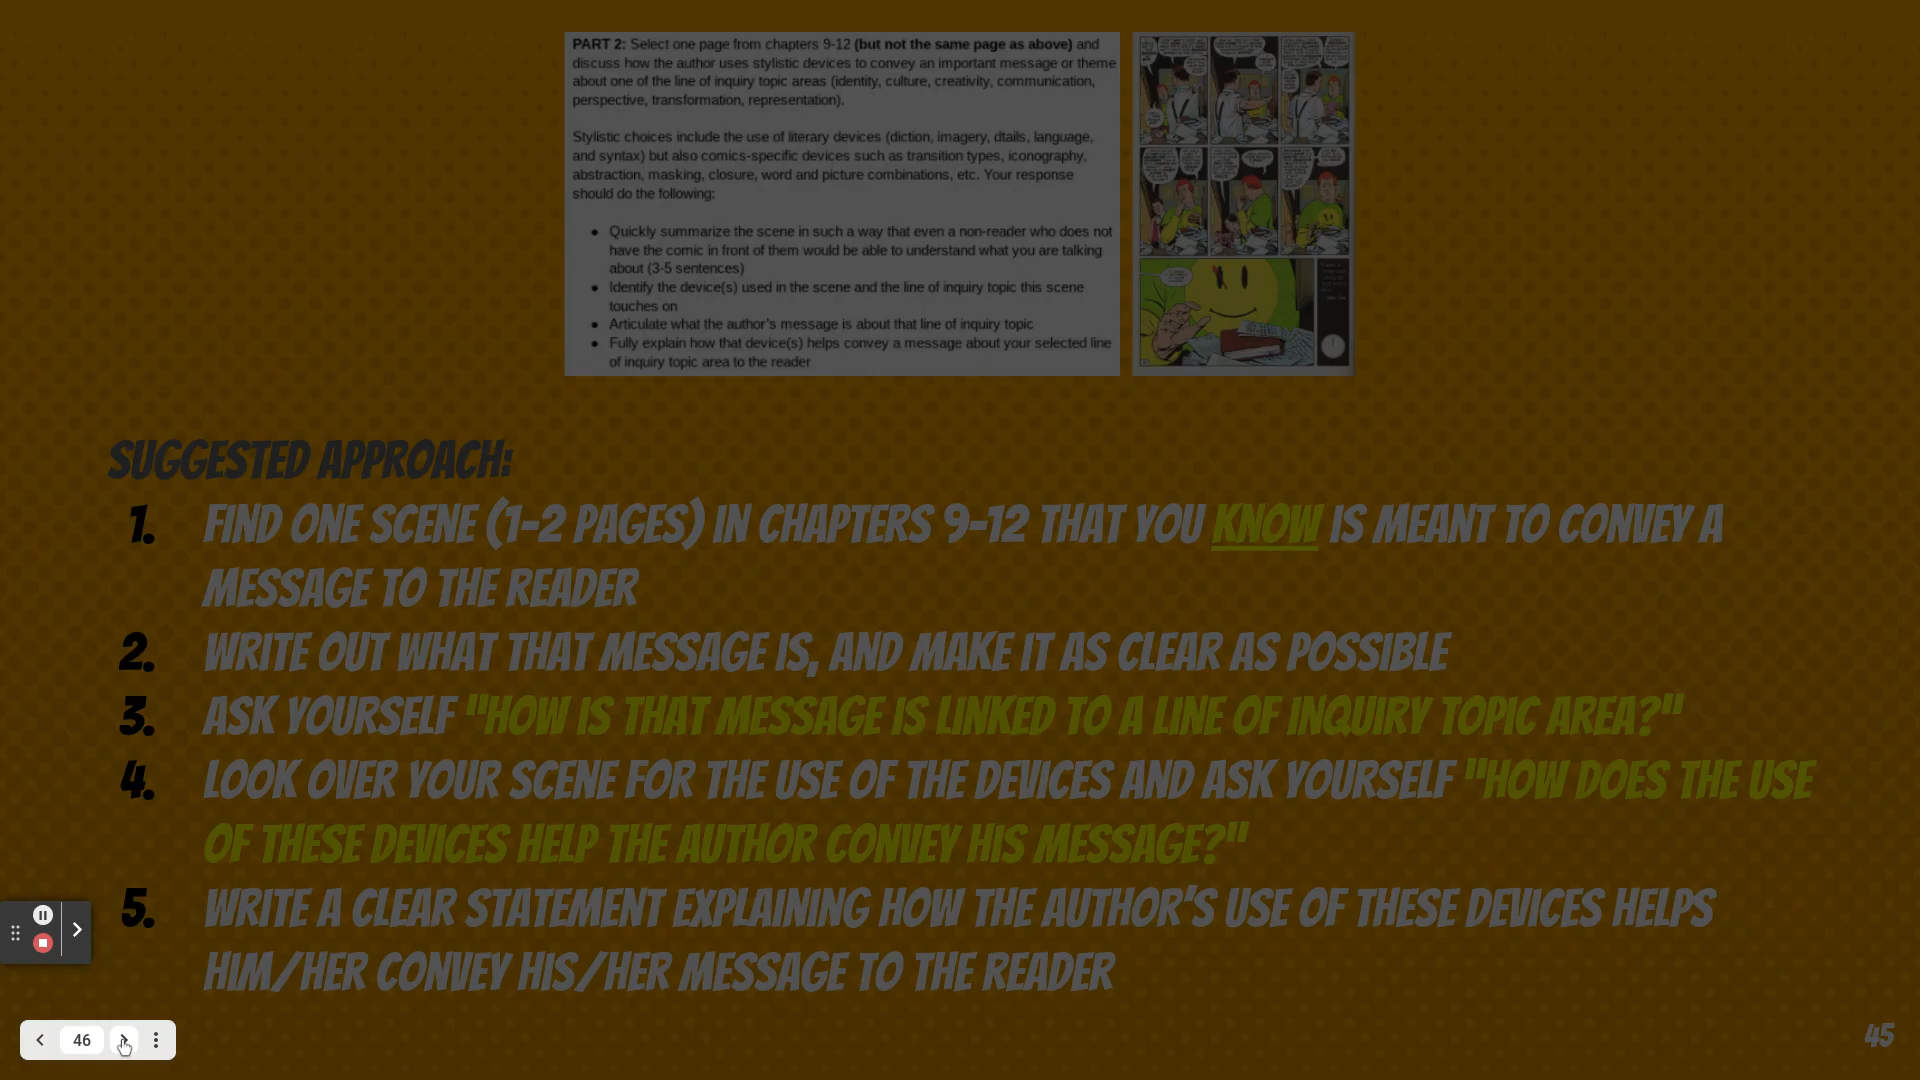 PART 2: Select one page from chapters 9-12 (but not the same page as above) and
discuss how the author uses stylistic devices to convey an important message or theme
about one of the line of inquiry topic areas (identity, culture, creativity, communication,
perspective, transformation, representation).
Stylistic choices include the use of literary devices (diction, imagery, dtails, language,
and syntax) but also comics-specific devices such as transition types, iconography,
abstraction, masking, closure, word and picture combinations, etc. Your response
should do the following:
● Quickly summarize the scene in such a way that even a non-reader who does not
have the comic in front of them would be able to understand what you are talking
about (3-5 sentences)
● Identify the device(s) used in the scene and the line of inquiry topic this scene
touches on
● Articulate what the author's message is about that line of inquiry topic
● Fully explain how that device(s) helps convey a message about your selected line
of inquiry topic area to the reader
SUGGESTED APPROACH:
1. FIND ONE SCENE (1-2 PAGES) IN CHAPTERS 9-12 THAT YOU KNOW IS MEANT TO CONVEY A
MESSAGE TO THE READER
2. WRITE OUT WHAT THAT MESSAGE IS, AND MAKE IT AS CLEAR AS POSSIBLE
3. ASK YOURSELF "HOW IS THAT MESSAGE IS LINKED TO A LINE OF INQUIRY TOPIC AREA?"
4. LOOK OVER YOUR SCENE FOR THE USE OF THE DEVICES AND ASK YOURSELF "HOW DOES THE USE
OF THESE DEVICES HELP THE AUTHOR CONVEY HIS MESSAGE?"
5. WRITE A CLEAR STATEMENT EXPLAINING HOW THE AUTHOR'S USE OF THESE DEVICES HELPS
HIM/HER CONVEY HIS/HER MESSAGE TO THE READER
46
45